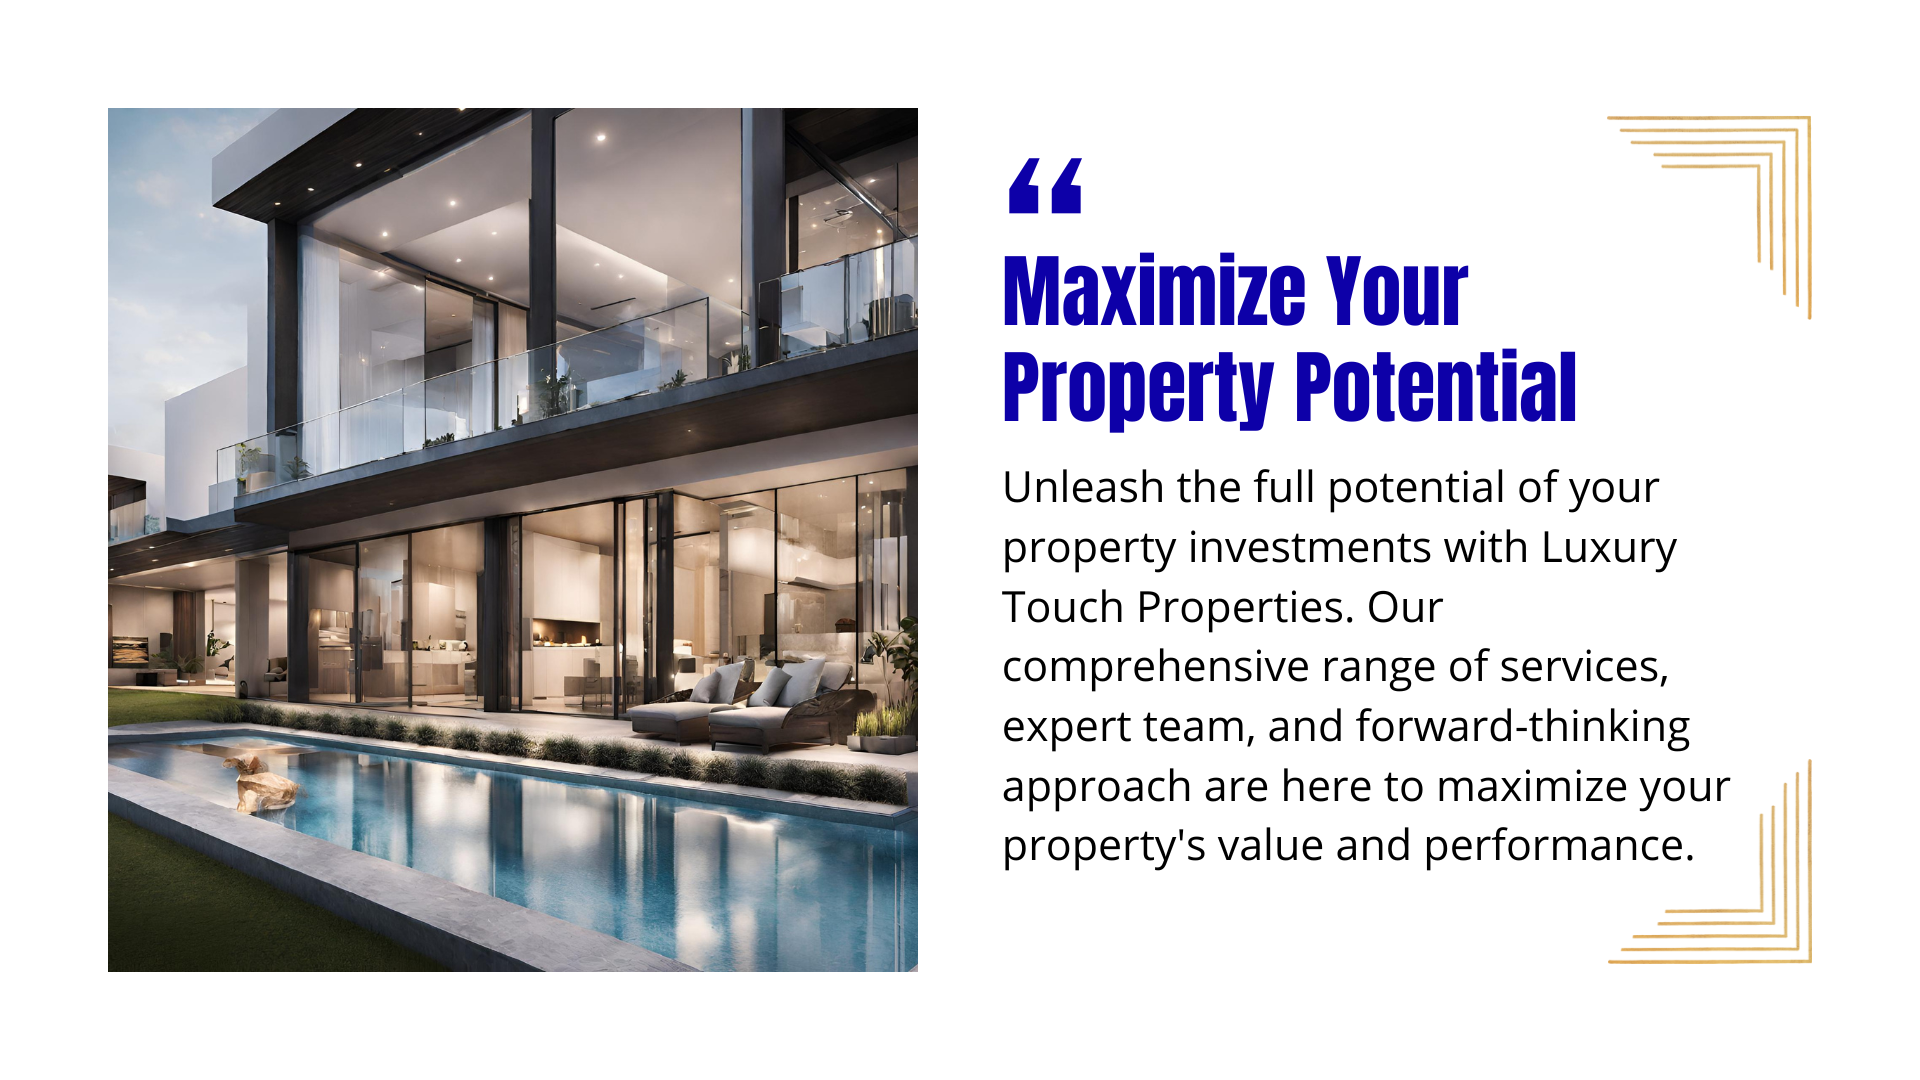 “
Maximize Your
Property Potential
Unleash the full potential of your
property investments with Luxury
Touch Properties. Our
comprehensive range of services,
expert team, and forward-thinking
approach are here to maximize your
property's value and performance.